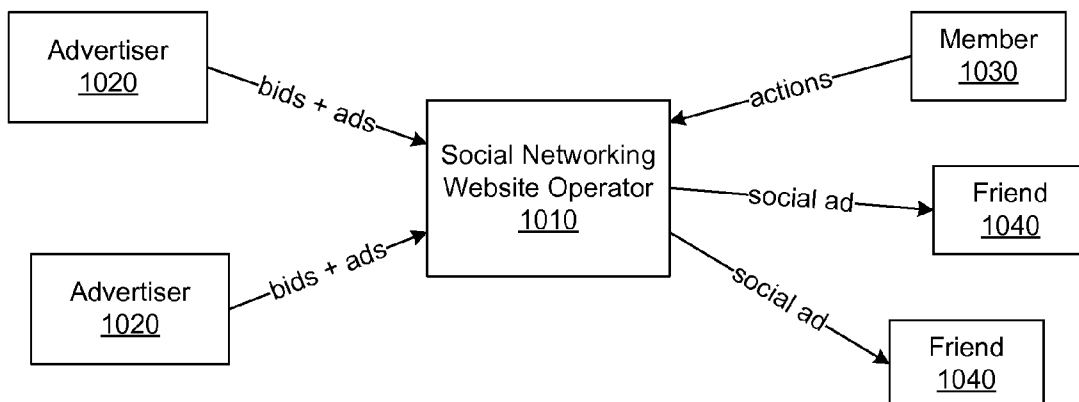 Advertiser
1020
bids + ads
Advertiser
1020
bids + ads
Social Networking
Website Operator
1010
Member
1030
actions
social ad
Friend
1040
social ad
Friend
1040